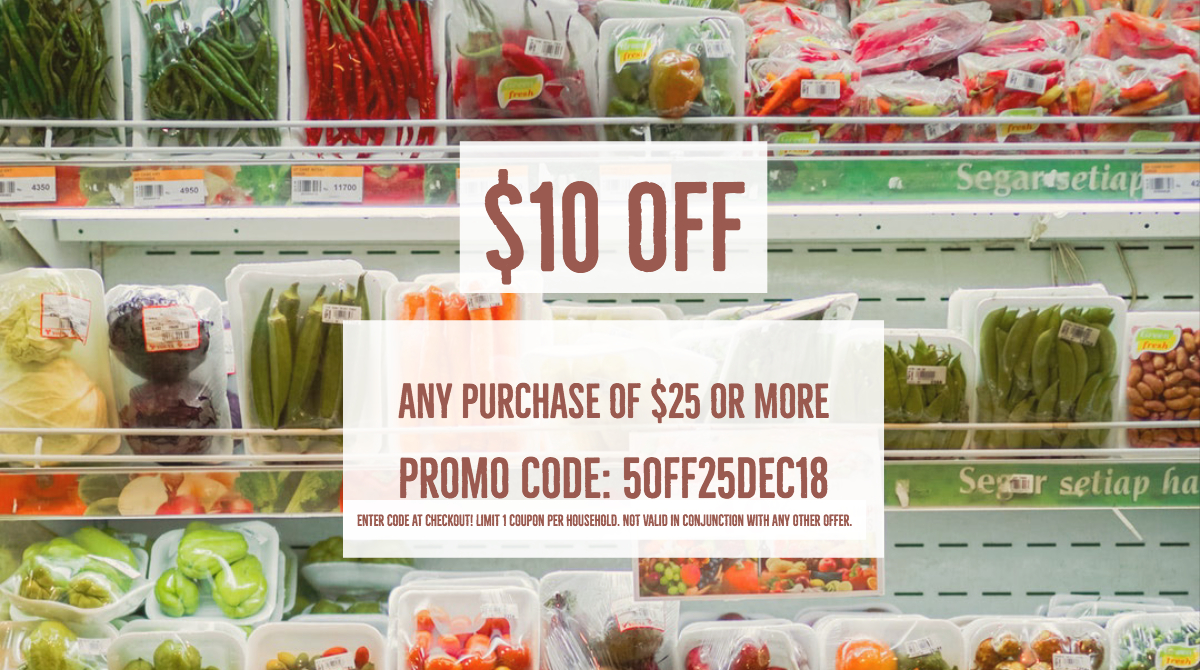 fresh
4350
4950
11700
Segar setiap
$10 OFF
Green
fresh
ANY PURCHASE OF $25 OR MORE
PROMO CODE: 5OFF25DEC18
Segar setiap ha
ENTER CODE AT CHECKOUT! LIMIT 1 COUPON PER HOUSEHOLD. NOT VALID IN CONJUNCTION WITH ANY OTHER OFFER.